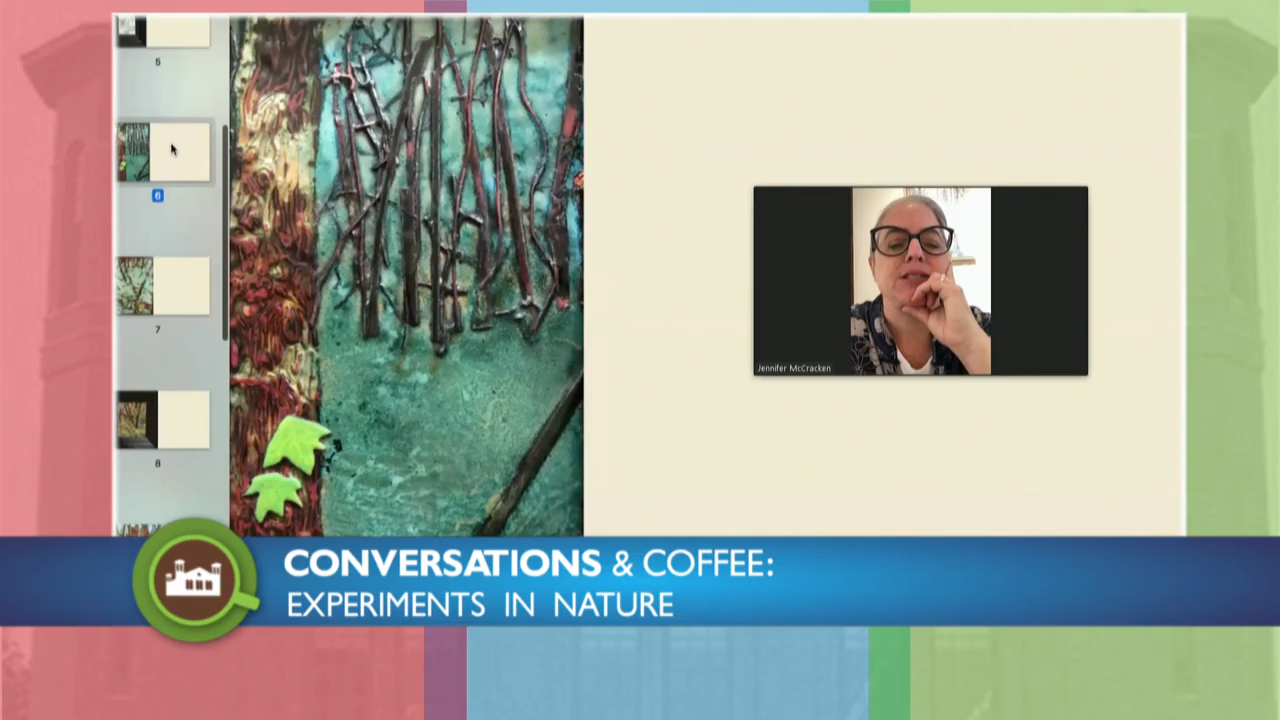 5
6
7
8
Jennifer McCracken
CONVERSATIONS & COFFEE:
EXPERIMENTS IN NATURE